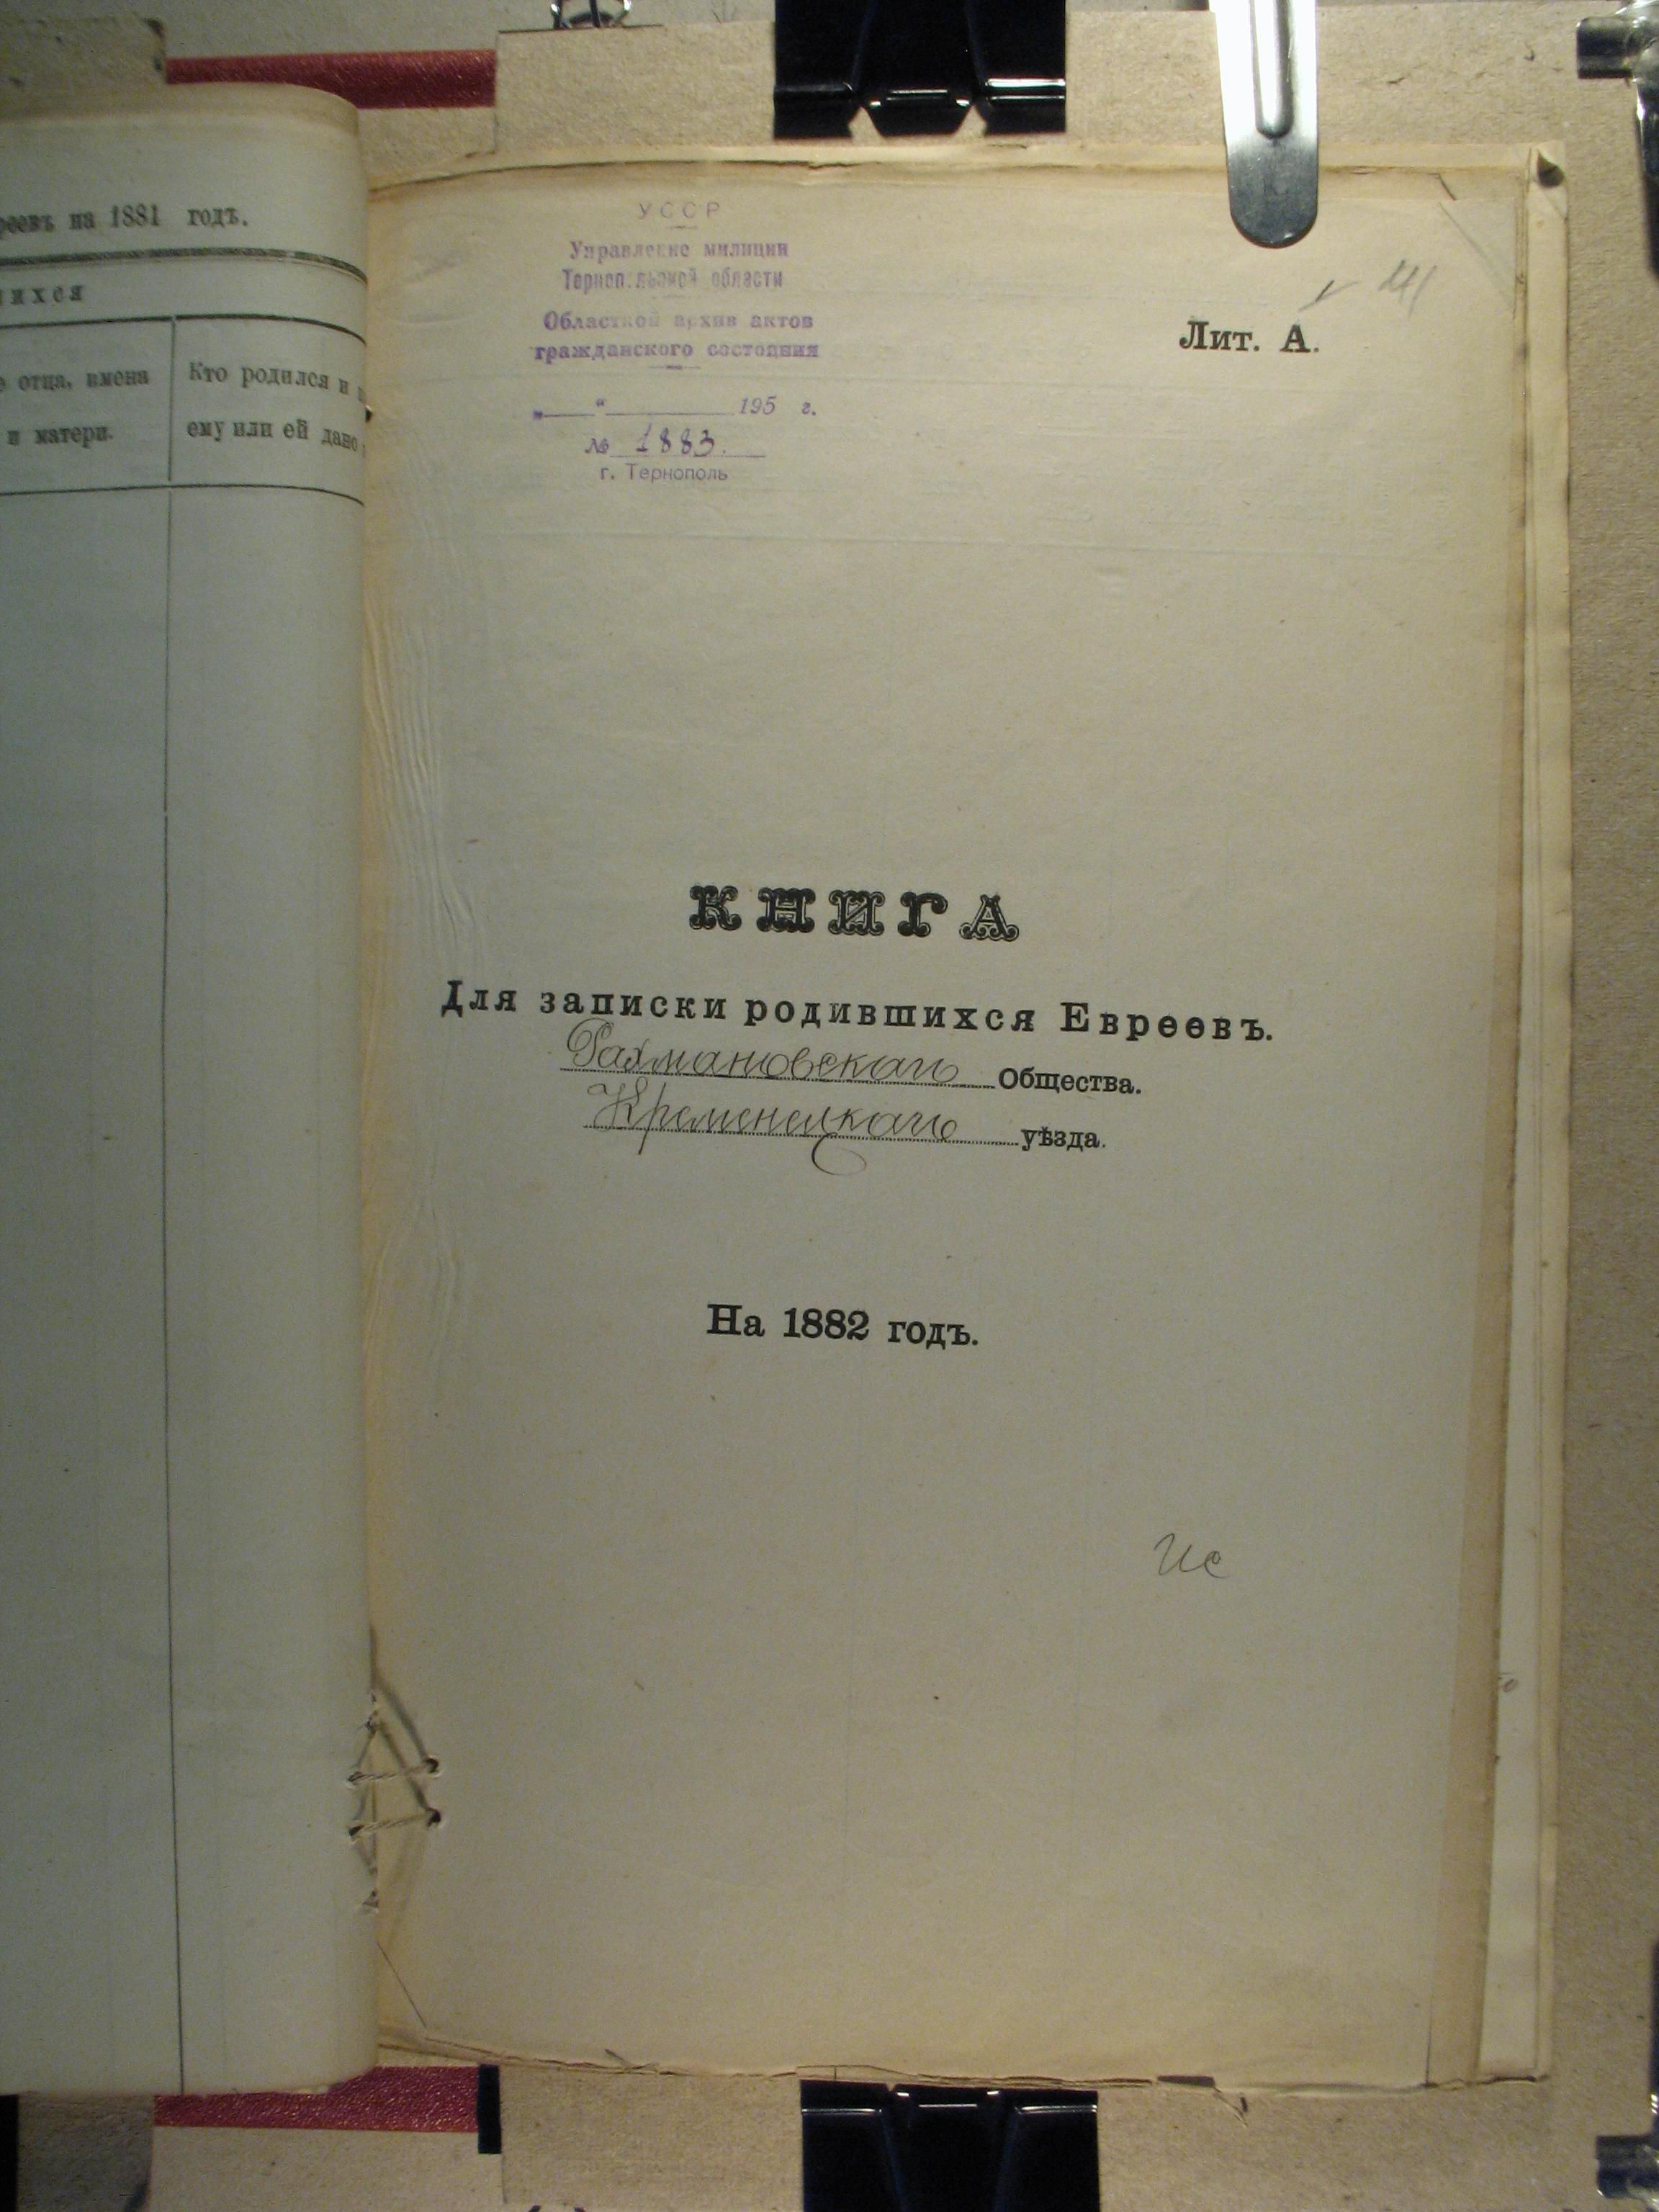 на 1881 годъ.
отца, имена
и матери.
Кто родился и
ему или ей дано
УССР
Управление милиции
Тернопольской области
Областной архив актов
гражданского состояния
„ “ 195 г.
№ 1883.
г. Тернополь
Лит. А.
КНИГА
Для записки родившихся Евреевъ.
Рахмановскаго Общества.
Кременецкаго уѣзда.
На 1882 годъ.